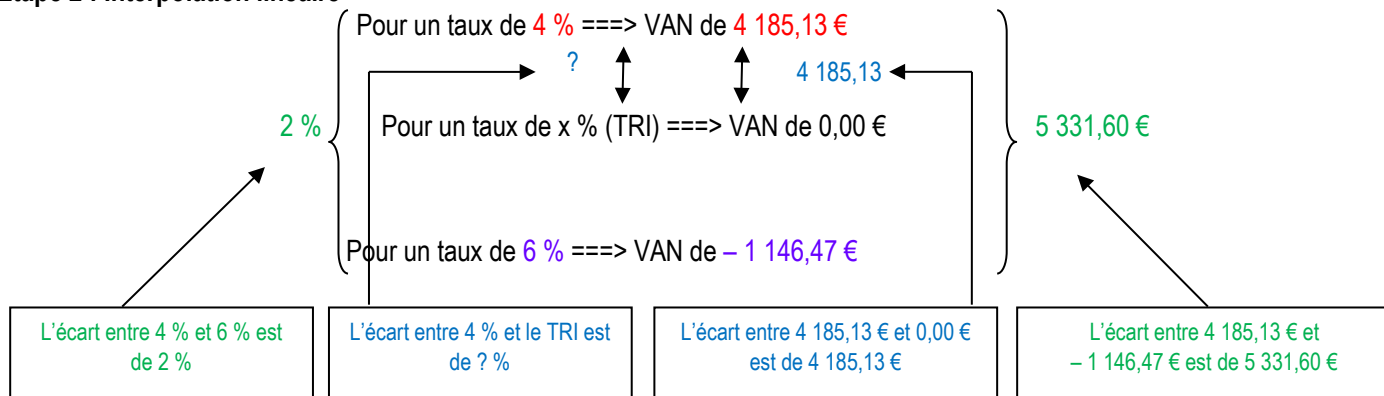 Etape 2 : Interpolation linéaire
Pour un taux de 4 % ===> VAN de 4 185,13 €
?
4 185,13
2 %
Pour un taux de x % (TRI) ===> VAN de 0,00 €
5 331,60 €
Pour un taux de 6 % ===> VAN de – 1 146,47 €
L'écart entre 4 % et 6 % est
de 2 %
L'écart entre 4 % et le TRI est
de ? %
L'écart entre 4 185,13 € et 0,00 €
est de 4 185,13 €
L'écart entre 4 185,13 € et
– 1 146,47 € est de 5 331,60 €